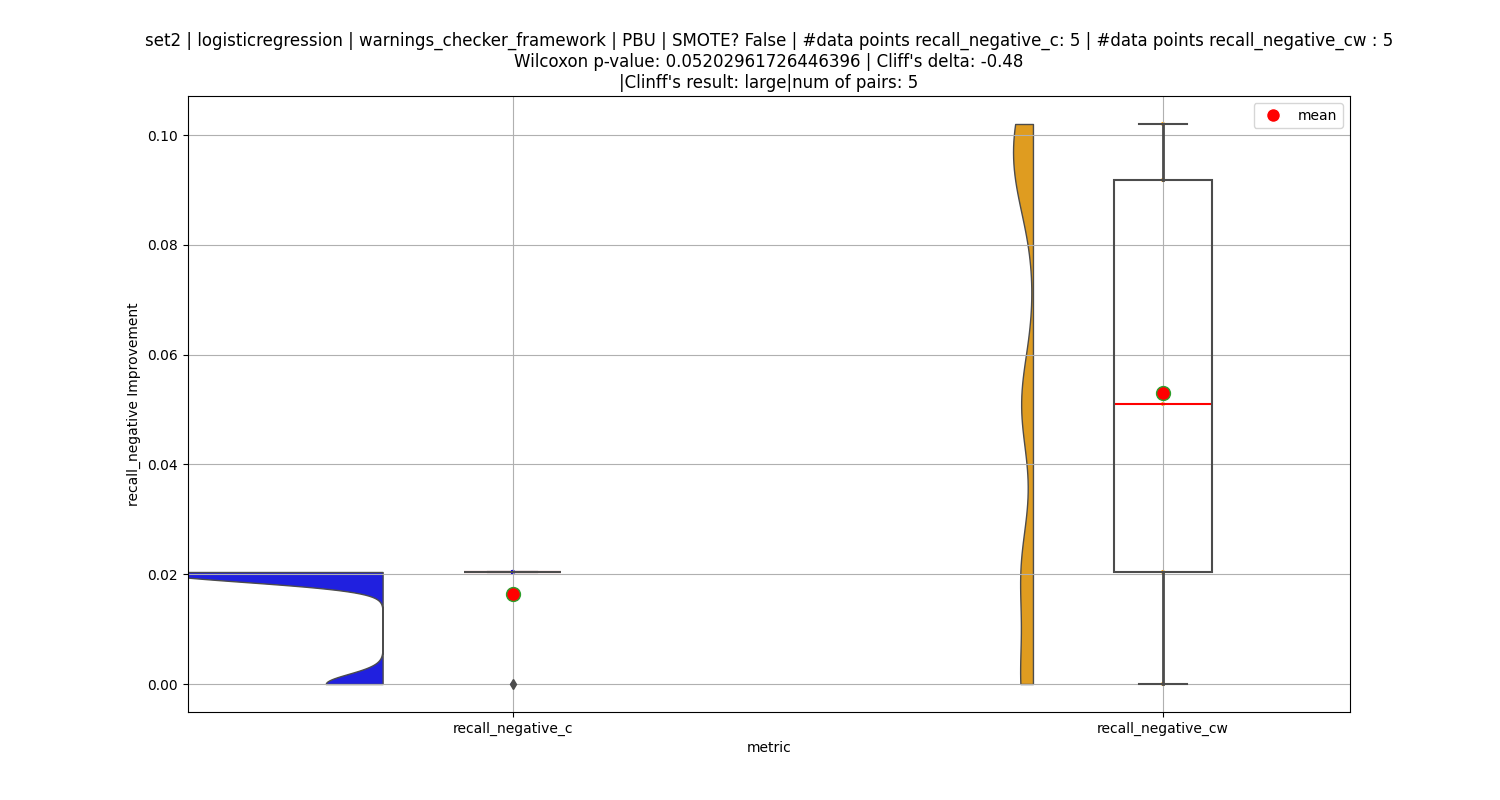 set2 | logisticregression | warnings_checker_framework | PBU | SMOTE? False | #data points recall_negative_c: 5 | #data points recall_negative_cw : 5
Wilcoxon p-value: 0.05202961726446396 | Cliff's delta: -0.48
|Clinff's result: large|num of pairs: 5
mean
0.10
0.08
0.06
0.04
0.02
0.00
recall_negative Improvement
recall_negative_c
recall_negative_cw
metric